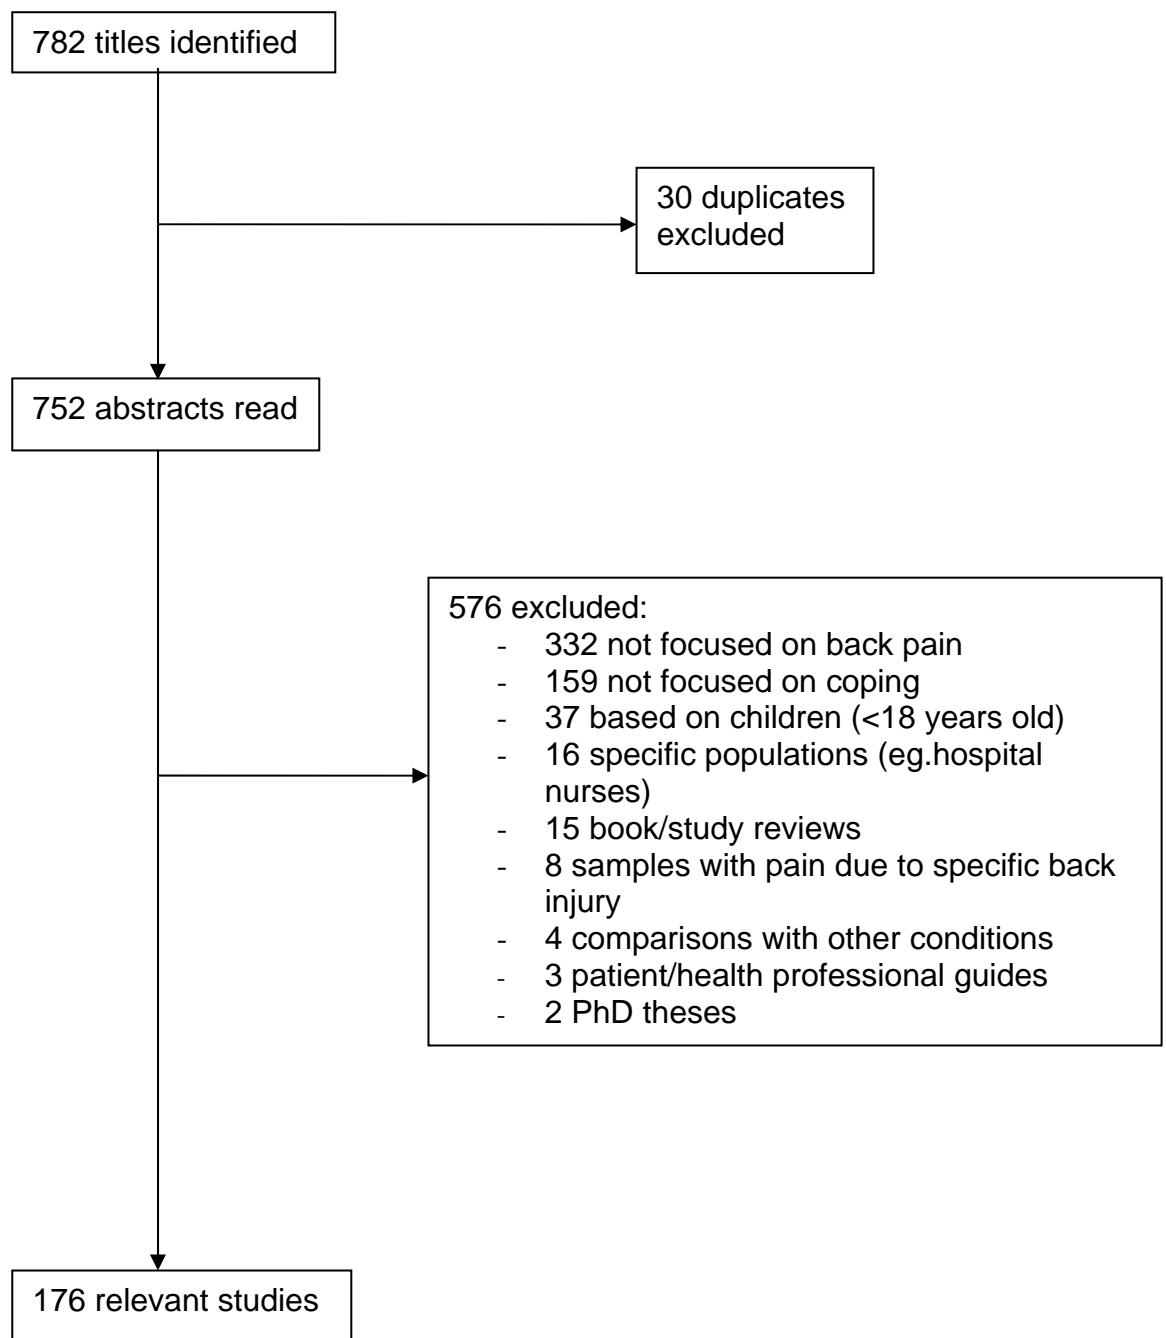 782 titles identified
30 duplicates
excluded
752 abstracts read
576 excluded:
- 332 not focused on back pain
- 159 not focused on coping
- 37 based on children (<18 years old)
- 16 specific populations (eg.hospital
nurses)
- 15 book/study reviews
- 8 samples with pain due to specific back
injury
- 4 comparisons with other conditions
- 3 patient/health professional guides
- 2 PhD theses
176 relevant studies